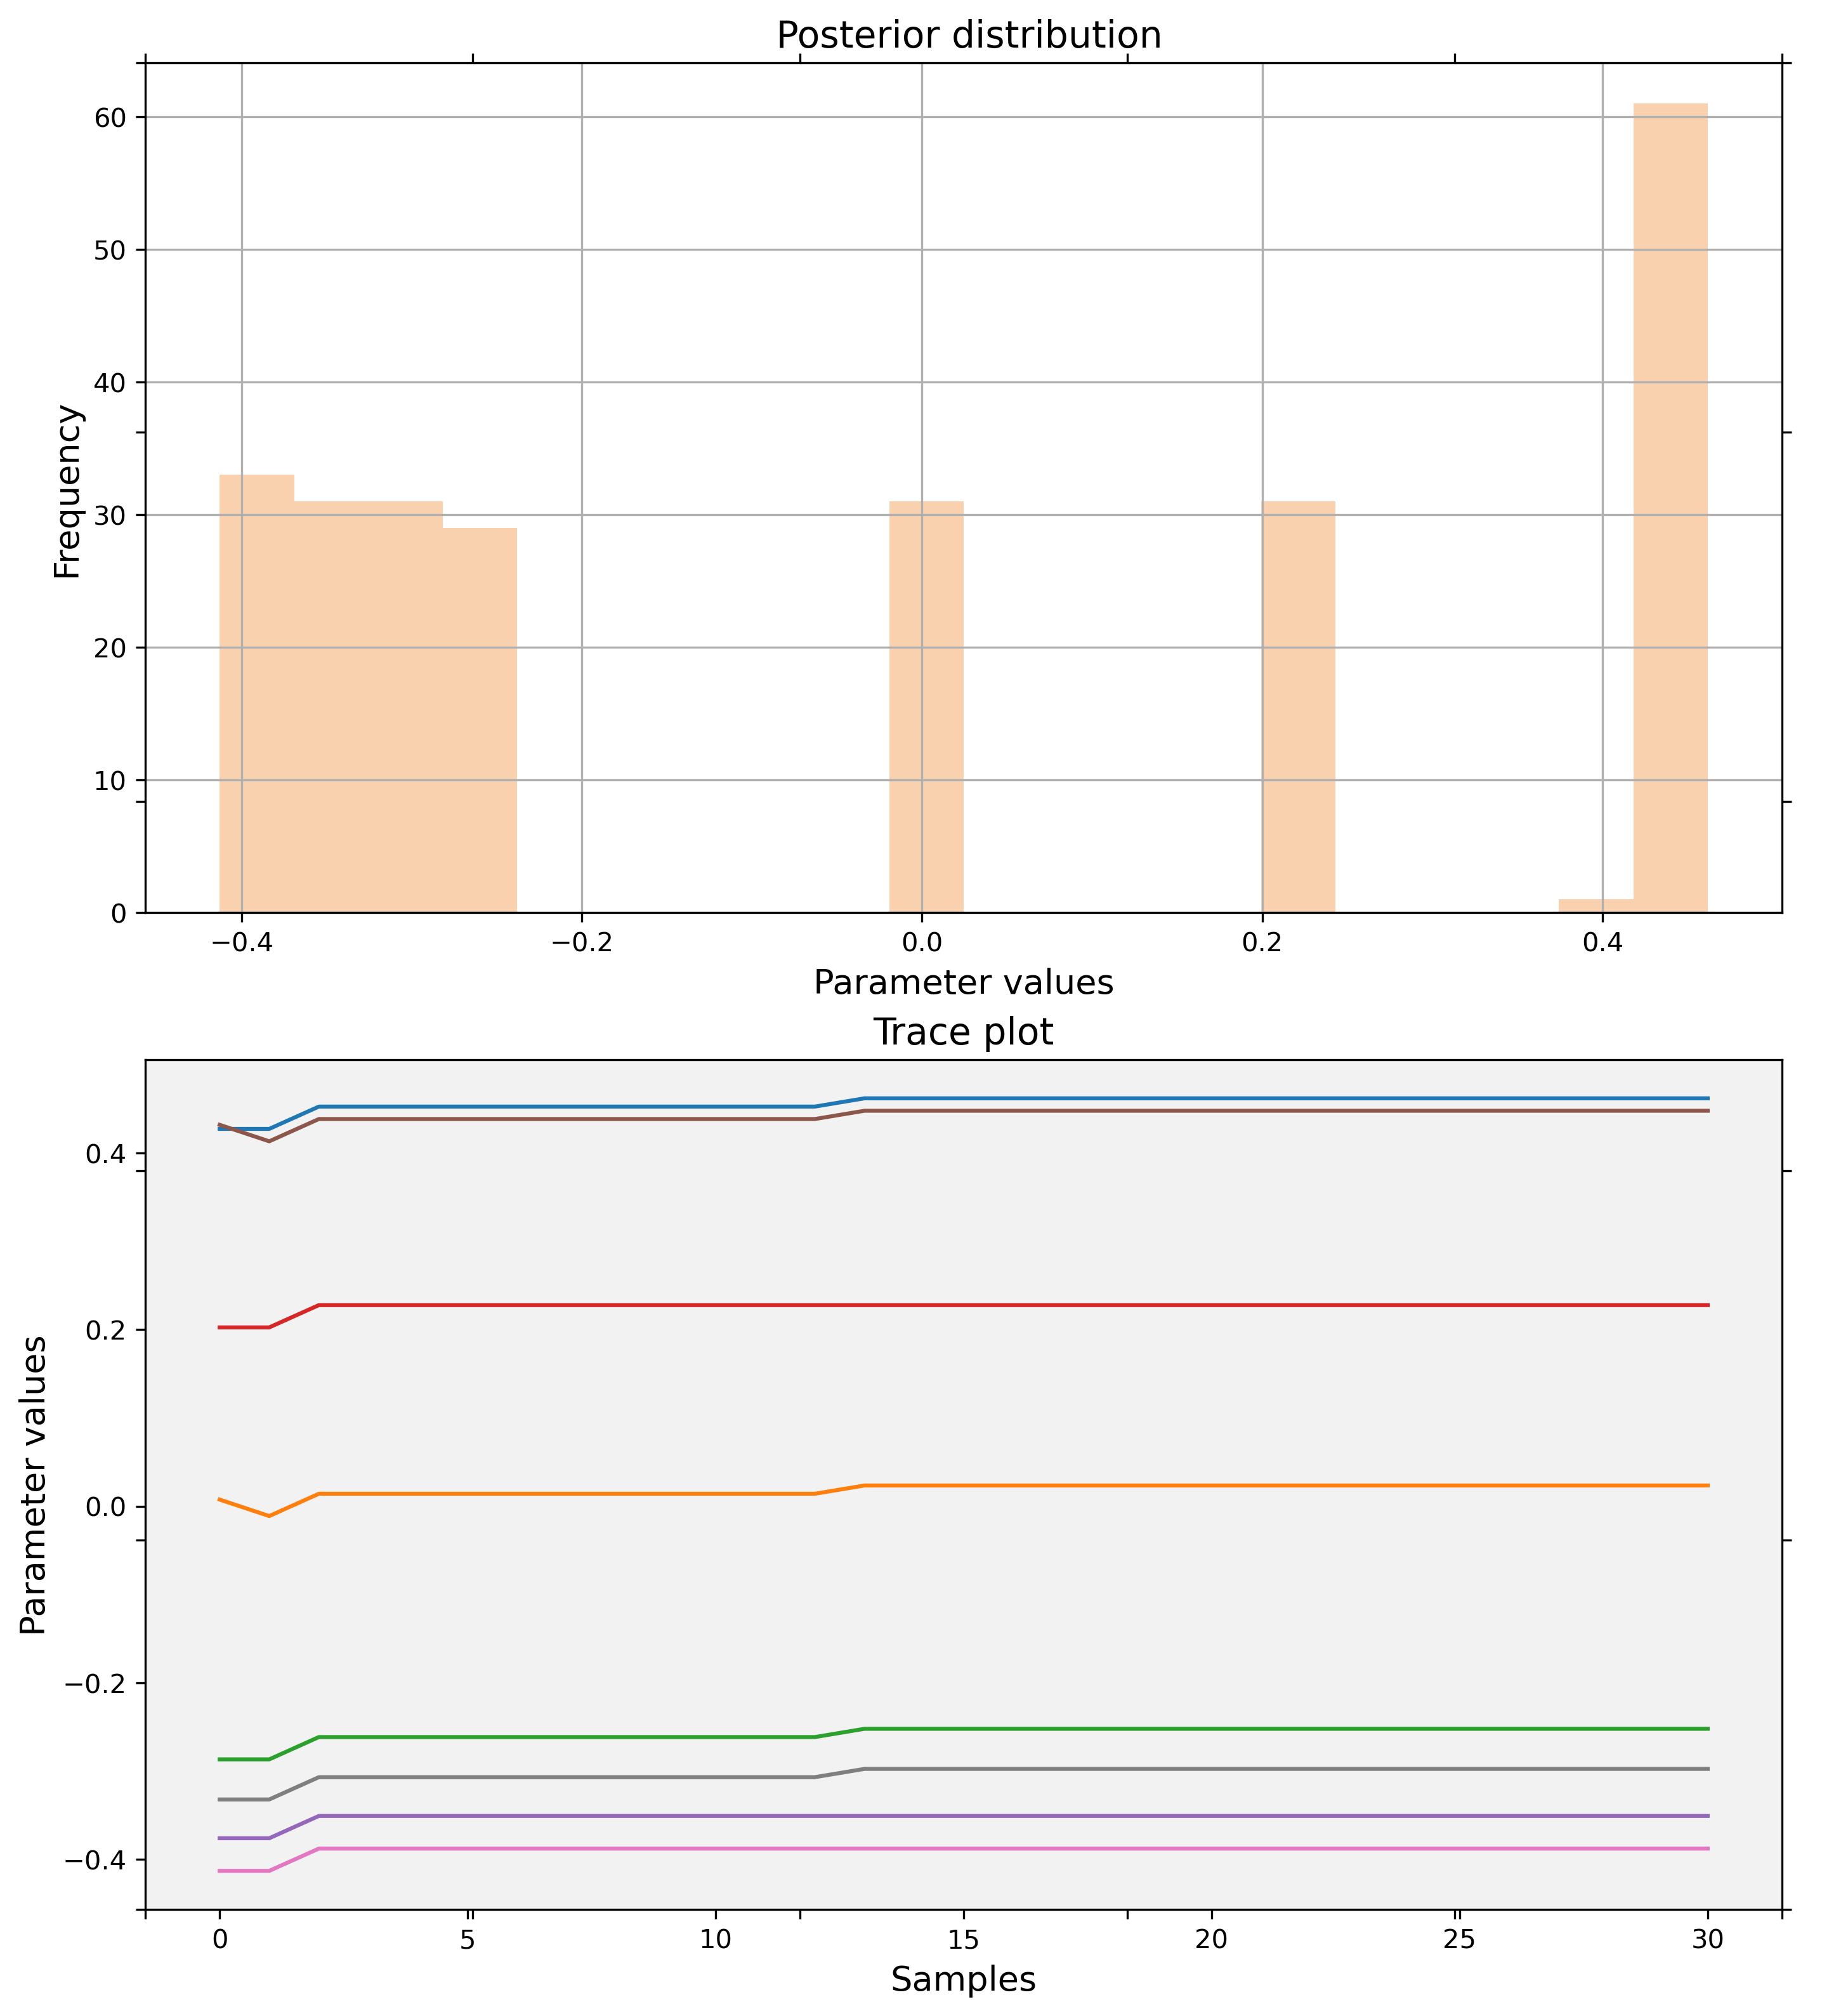 Posterior distribution
60
50
40
30
20
10
0
Frequency
−0.4 −0.2 0.0 0.2 0.4
Parameter values
Trace plot
0.4
0.2
0.0
−0.2
−0.4
Parameter values
0 5 10 15 20 25 30
Samples